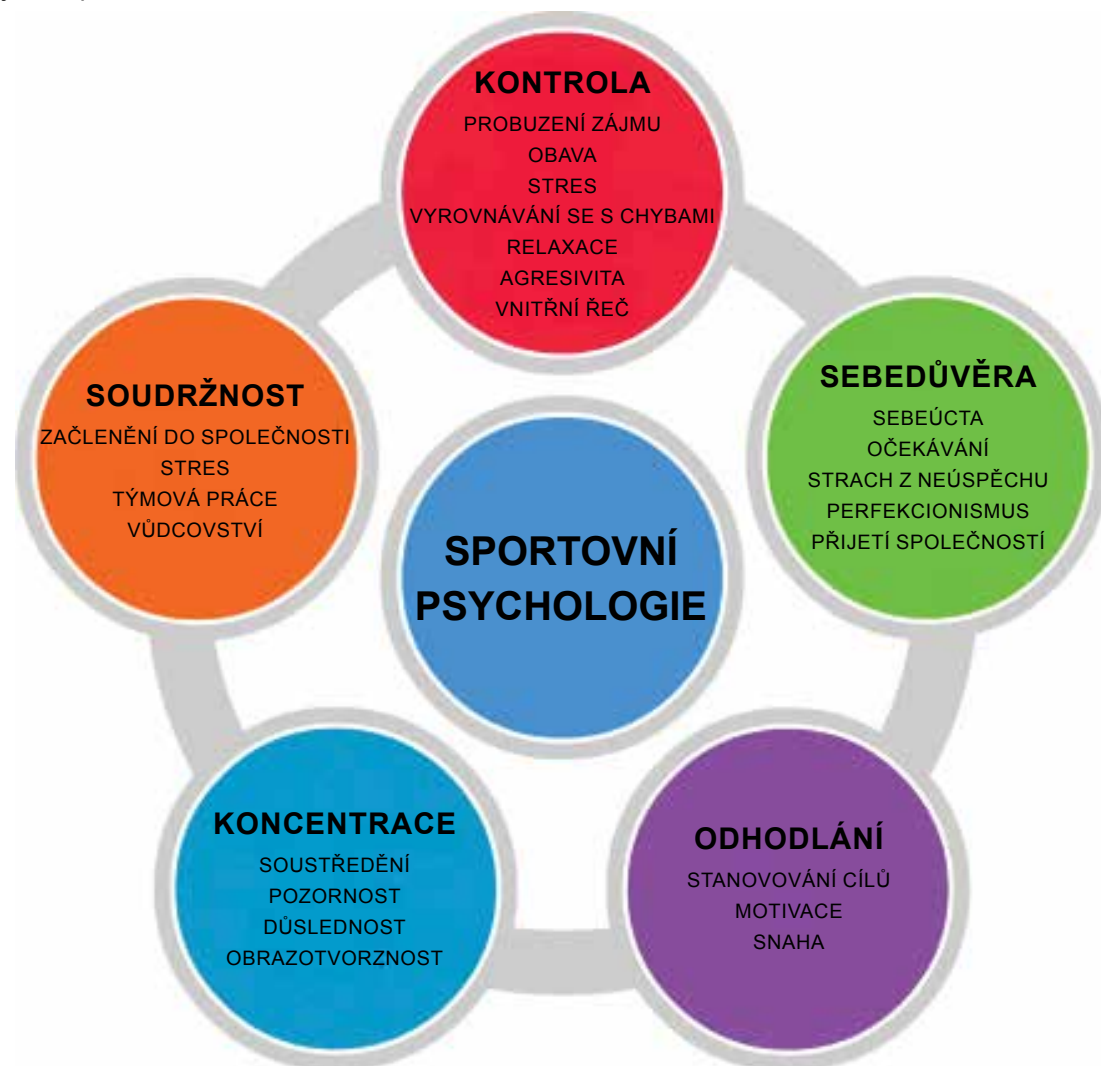 KONTROLA
PROBUZENÍ ZÁJMU
OBAVA
STRES
VYROVNÁVÁNÍ SE S CHYBAMI
RELAXACE
AGRESIVITA
VNITŘNÍ ŘEČ
SEBEDŮVĚRA
SEBEÚCTA
OČEKÁVÁNÍ
STRACH Z NEÚSPĚCHU
PERFEKCIONISMUS
PŘIJETÍ SPOLEČNOSTÍ
SOUDRŽNOST
ZAČLENĚNÍ DO SPOLEČNOSTI
STRES
TÝMOVÁ PRÁCE
VŮDCOVSTVÍ
SPORTOVNÍ
PSYCHOLOGIE
KONCENTRACE
SOUSTŘEDĚNÍ
POZORNOST
DŮSLEDNOST
OBRAZOTVORZNOST
ODHODLÁNÍ
STANOVOVÁNÍ CÍLŮ
MOTIVACE
SNAHA